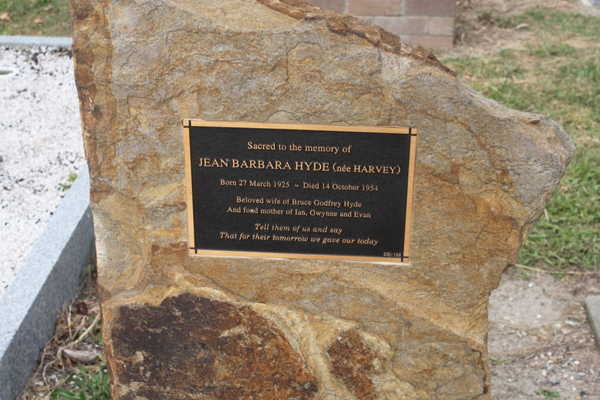 Sacred to the memory of
JEAN BARBARA HYDE (née HARVEY)
Born 27 March 1925 ~ Died 14 October 1954
Beloved wife of Bruce Godfrey Hyde
And fond mother of Ian, Gwynne and Evan
Tell them of us and say
That for their tomorrow we gave our today